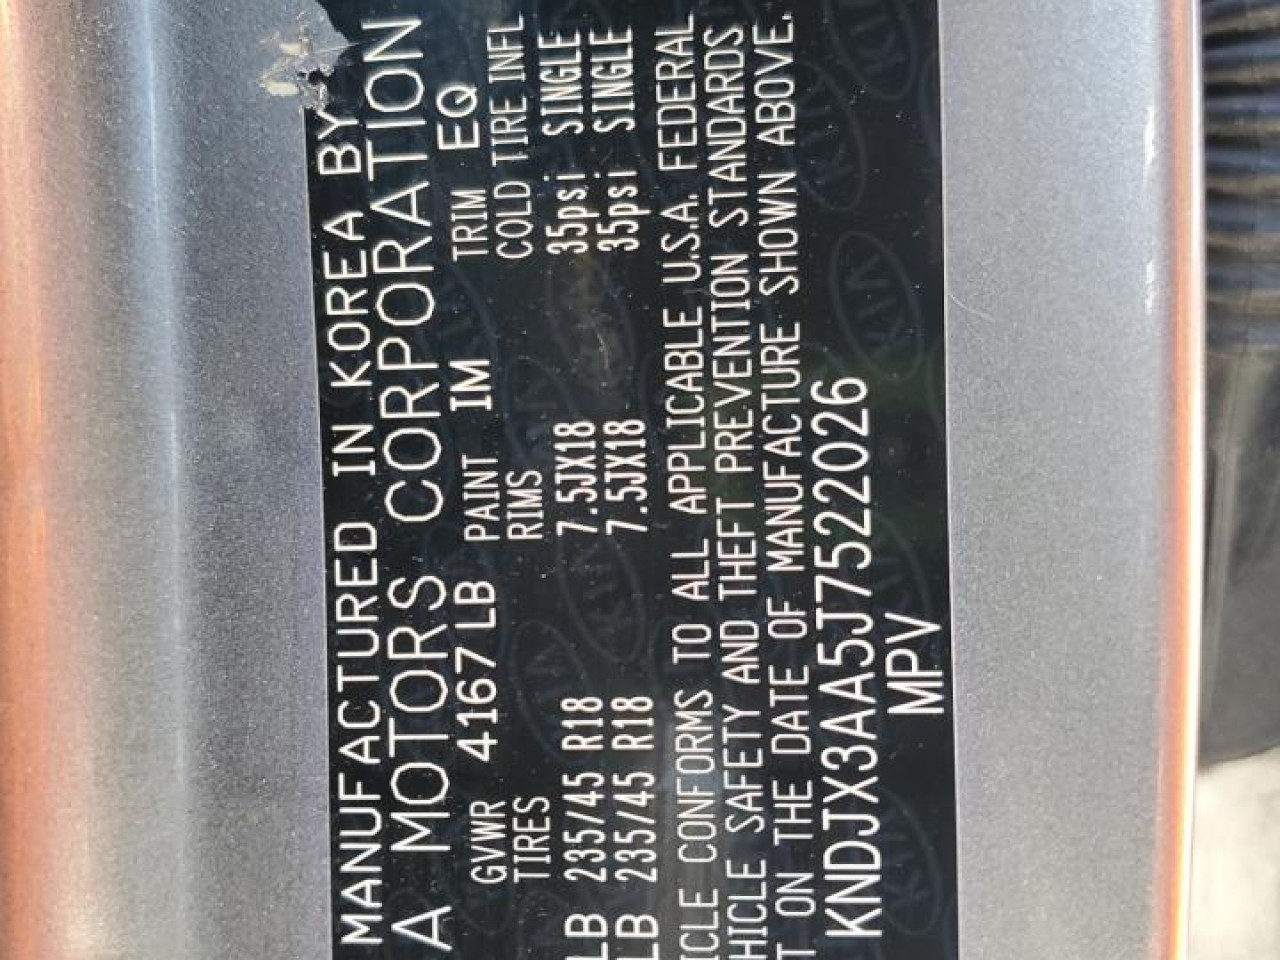 MANUFACTURED IN KOREA BY
A MOTORS CORPORATION
GVWR 4167 LB PAINT IM TRIM EQ
TIRES RIMS COLD TIRE INFL
LB 235/45 R18 7.5JX18 35psi SINGLE
LB 235/45 R18 7.5JX18 35psi SINGLE
ICLE CONFORMS TO ALL APPLICABLE U.S.A. FEDERAL
HICLE SAFETY AND THEFT PREVENTION STANDARDS
T ON THE DATE OF MANUFACTURE SHOWN ABOVE.
KNDJX3AA5J7522026
MPV